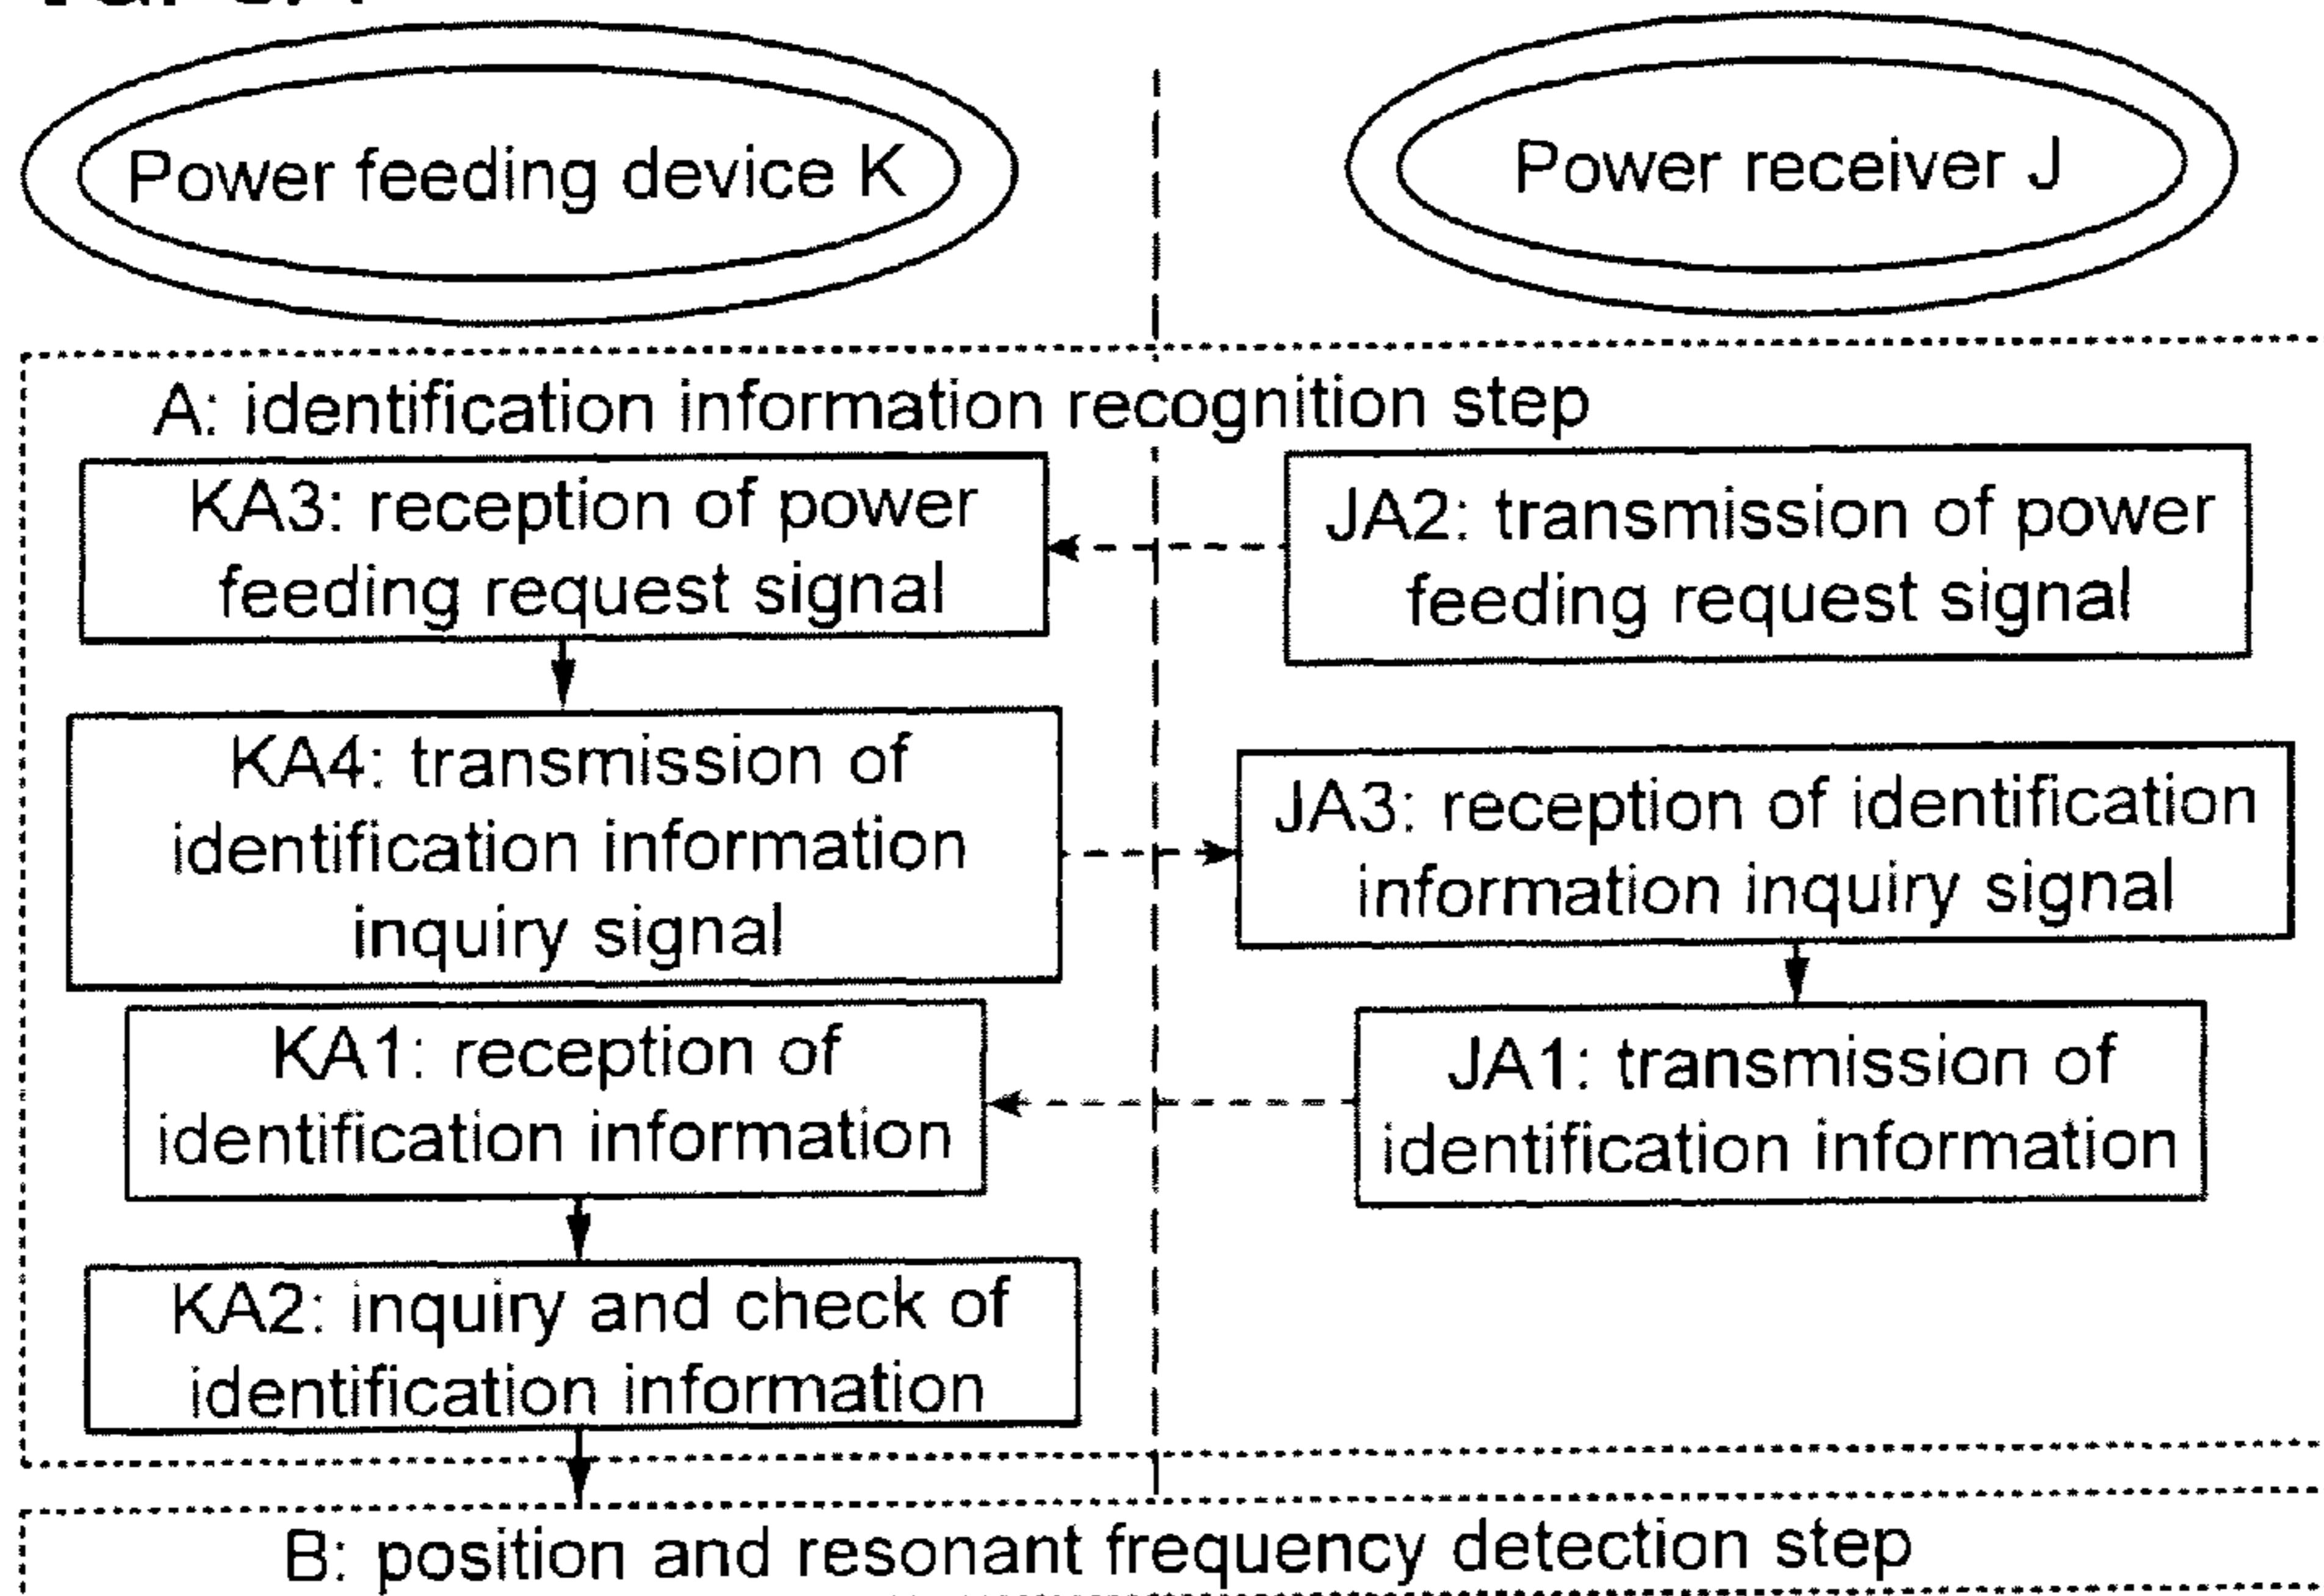 Power feeding device K
Power receiver J
A: identification information recognition step
KA3: reception of power
feeding request signal
JA2: transmission of power
feeding request signal
KA4: transmission of
identification information
inquiry signal
JA3: reception of identification
information inquiry signal
KA1: reception of
identification information
JA1: transmission of
identification information
KA2: inquiry and check of
identification information
B: position and resonant frequency detection step